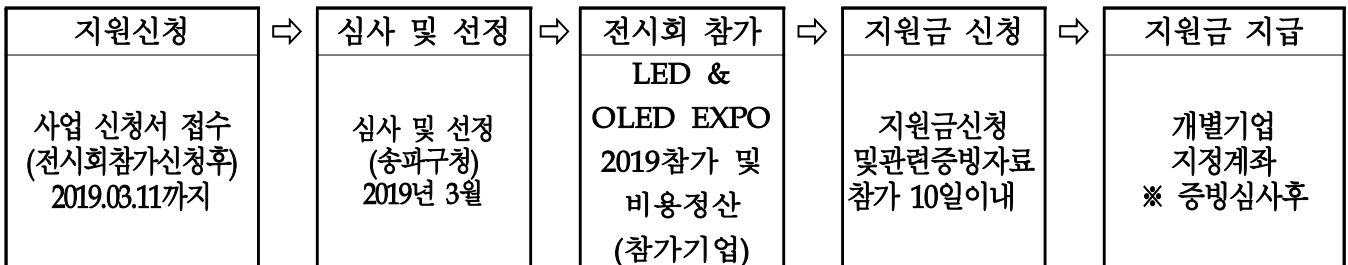 지원신청
사업 신청서 접수
(전시회참가신청후)
2019.03.11까지
⇨
심사 및 선정
심사 및 선정
(송파구청)
2019년 3월
⇨
전시회 참가
LED &
OLED EXPO
2019참가 및
비용정산
(참가기업)
⇨
지원금 신청
지원금신청
및관련증빙자료
참가 10일이내
⇨
지원금 지급
개별기업
지정계좌
※ 증빙심사후